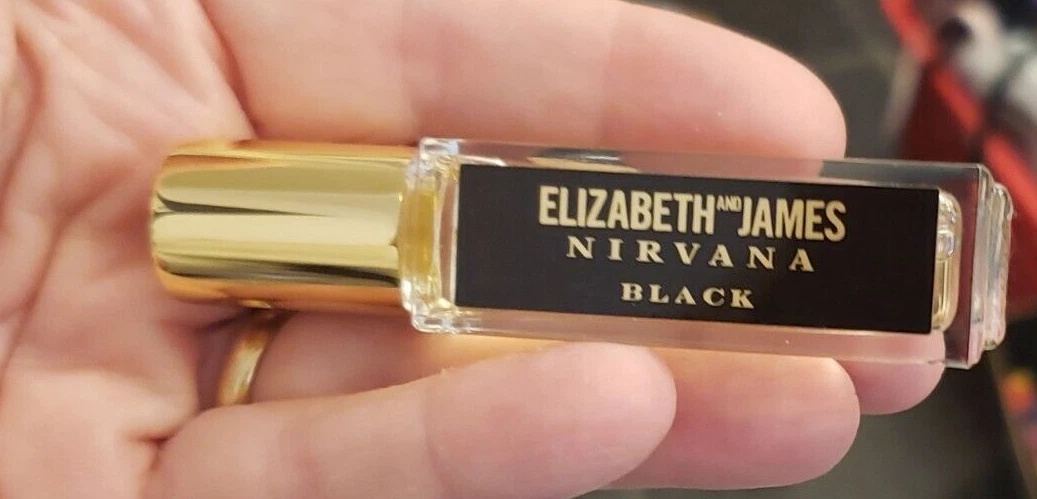 ELIZABETH AND JAMES
NIRVANA
BLACK